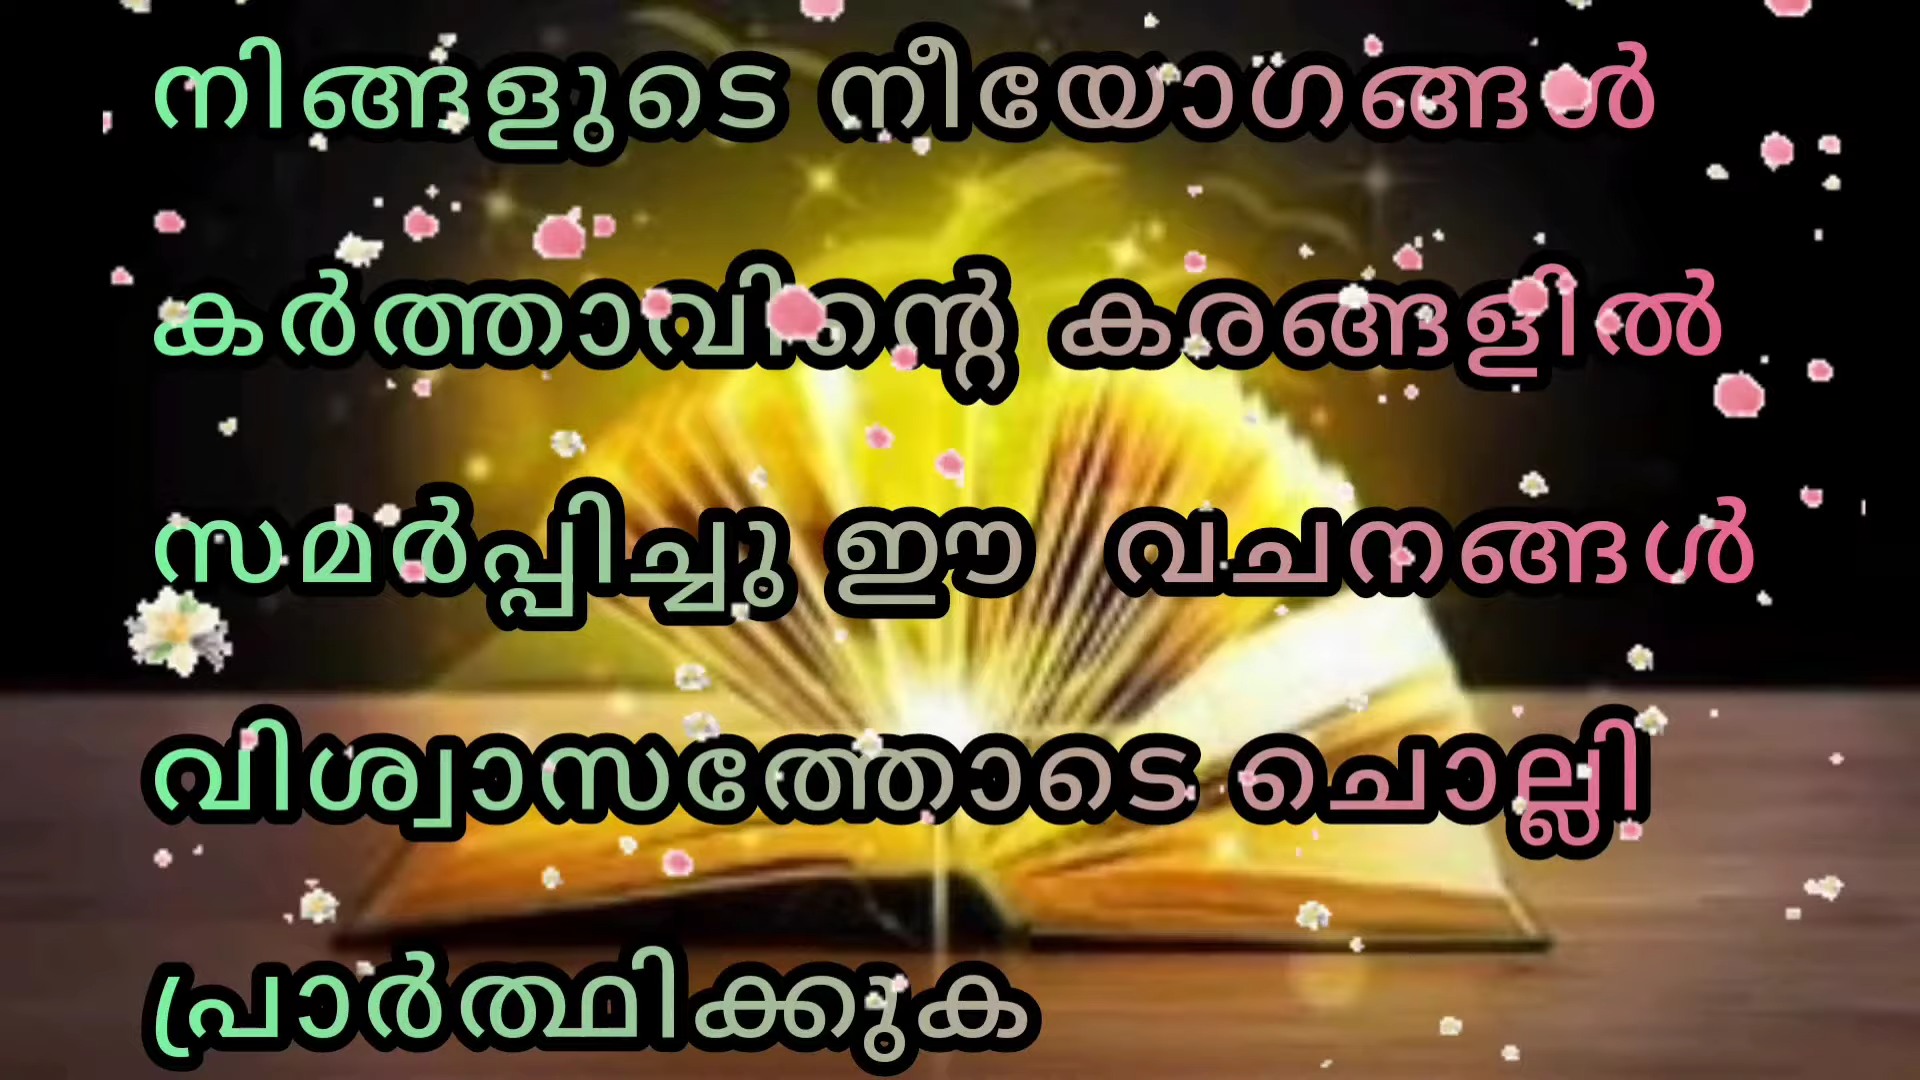 നിങ്ങളുടെ നീയോഗങ്ങൾ
കർത്താവിന്റെ കരങ്ങളിൽ
സമർപ്പിച്ചു ഈ വചനങ്ങൾ
വിശ്വാസത്തോടെ ചൊല്ലി
പ്രാർത്ഥിക്കുക